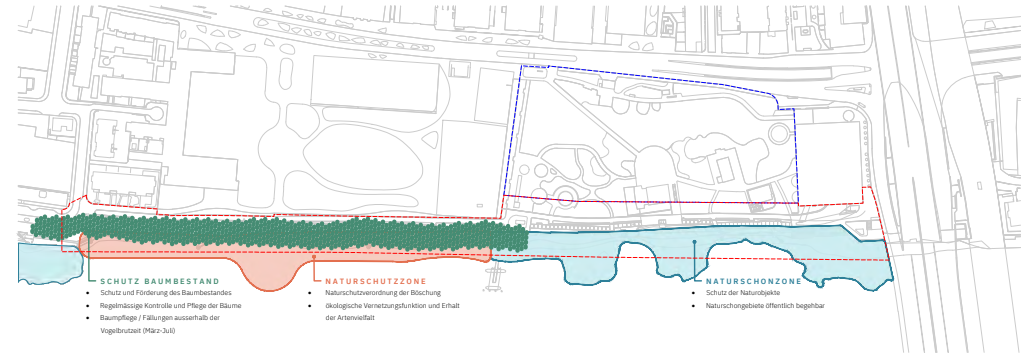 SCHUTZ BAUMBESTAND
• Schutz und Förderung des Baumbestandes
• Regelmässige Kontrolle und Pflege der Bäume
• Baumpflege / Fällungen ausserhalb der
Vogelbrutzeit (März-Juli)
NATURSCHUTZZONE
• Naturschutzverordnung der Böschung
• ökologische Vernetzungsfunktion und Erhalt
der Artenvielfalt
NATURSCHONZONE
• Schutz der Naturobjekte
• Naturschongebiete öffentlich begehbar